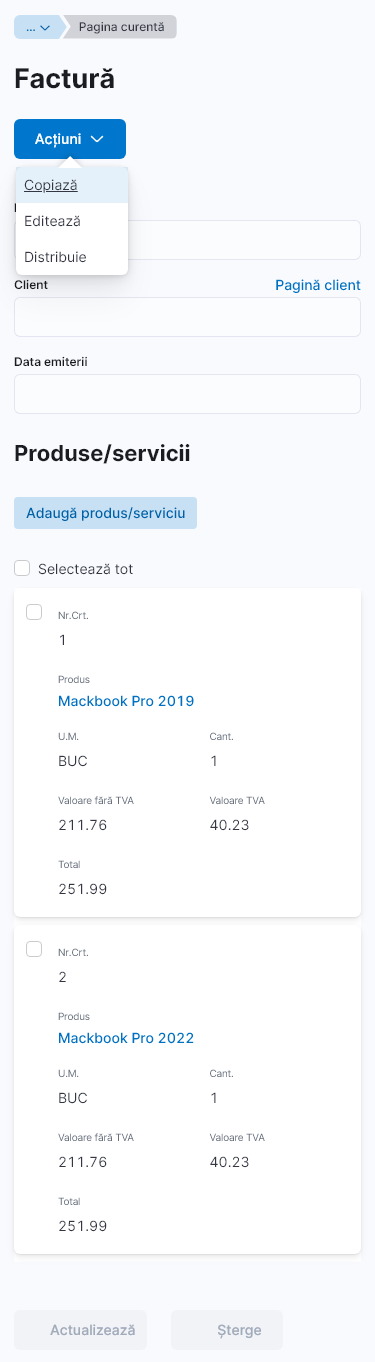 ... Pagina curentă
Factură
Acțiuni
Copiază
Editează
Distribuie
Client Pagină client
Data emiterii
Produse/servicii
Adaugă produs/serviciu
Selectează tot
Nr.Crt.
1
Produs
Mackbook Pro 2019
U.M. Cant.
BUC 1
Valoare fără TVA Valoare TVA
211.76 40.23
Total
251.99
Nr.Crt.
2
Produs
Mackbook Pro 2022
U.M. Cant.
BUC 1
Valoare fără TVA Valoare TVA
211.76 40.23
Total
251.99
Actualizează Șterge